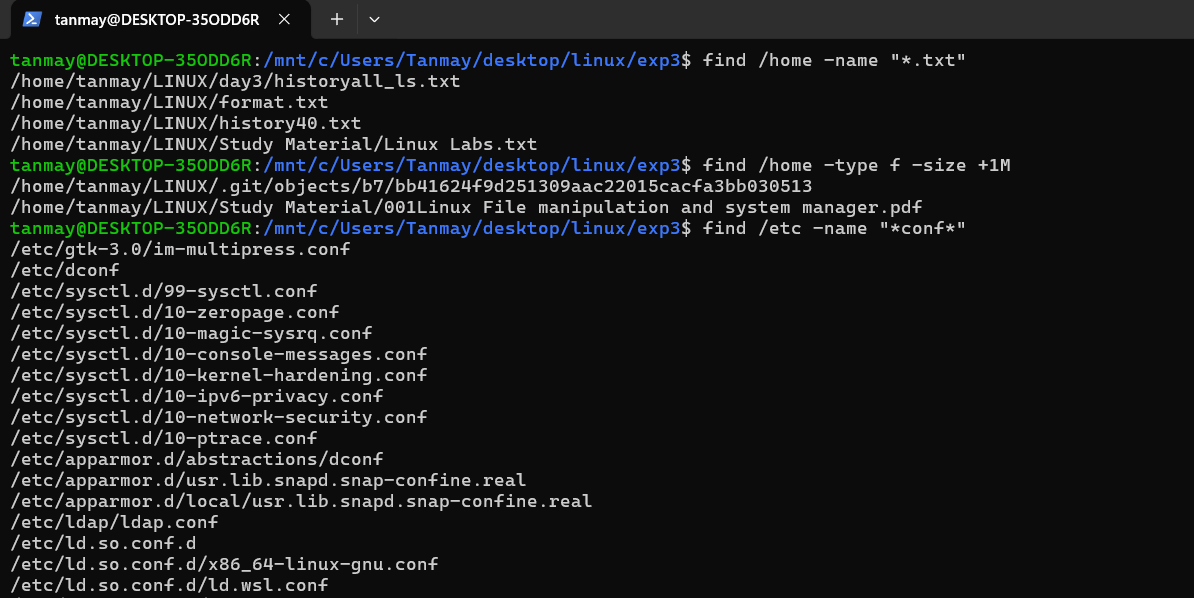 tanmay@DESKTOP-35ODD6R
tanmay@DESKTOP-35ODD6R:/mnt/c/Users/Tanmay/desktop/linux/exp3$ find /home -name "*.txt"
/home/tanmay/LINUX/day3/historyall_ls.txt
/home/tanmay/LINUX/format.txt
/home/tanmay/LINUX/history40.txt
/home/tanmay/LINUX/Study Material/Linux Labs.txt
tanmay@DESKTOP-35ODD6R:/mnt/c/Users/Tanmay/desktop/linux/exp3$ find /home -type f -size +1M
/home/tanmay/LINUX/.git/objects/b7/bb41624f9d251309aac22015cacfa3bb030513
/home/tanmay/LINUX/Study Material/001Linux File manipulation and system manager.pdf
tanmay@DESKTOP-35ODD6R:/mnt/c/Users/Tanmay/desktop/linux/exp3$ find /etc -name "*conf*"
/etc/gtk-3.0/im-multipress.conf
/etc/dconf
/etc/sysctl.d/99-sysctl.conf
/etc/sysctl.d/10-zeropage.conf
/etc/sysctl.d/10-magic-sysrq.conf
/etc/sysctl.d/10-console-messages.conf
/etc/sysctl.d/10-kernel-hardening.conf
/etc/sysctl.d/10-ipv6-privacy.conf
/etc/sysctl.d/10-network-security.conf
/etc/sysctl.d/10-ptrace.conf
/etc/apparmor.d/abstractions/dconf
/etc/apparmor.d/usr.lib.snapd.snap-confine.real
/etc/apparmor.d/local/usr.lib.snapd.snap-confine.real
/etc/ldap/ldap.conf
/etc/ld.so.conf.d
/etc/ld.so.conf.d/x86_64-linux-gnu.conf
/etc/ld.so.conf.d/ld.wsl.conf